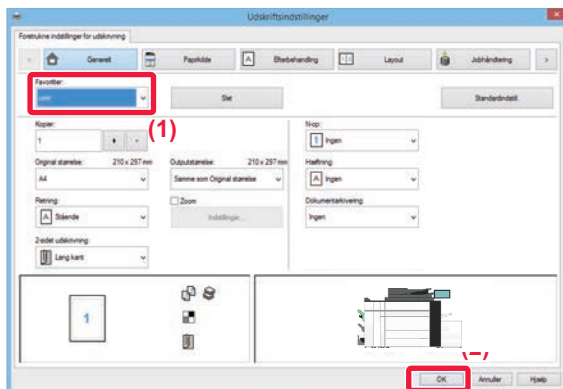 Udskriftsindstillinger
Foretrukne indstillinger for udskrivning
Generelt Papirkilde Efterbehandling Layout Jobhåndtering
Favoritter:
Slet Standardindstill.
(1)
Kopier:
1
N-op:
1 Ingen
Original størrelse: 210 x 297 mm Outputstørrelse: 210 x 297 mm
A4 Samme som Original størrelse
Hæftning:
A Ingen
Retning:
A Stående
Zoom
Indstillinger...
Dokumentarkivering:
Ingen
2-sidet udskrivning:
Lang kant
1
OK Annuller Hjælp